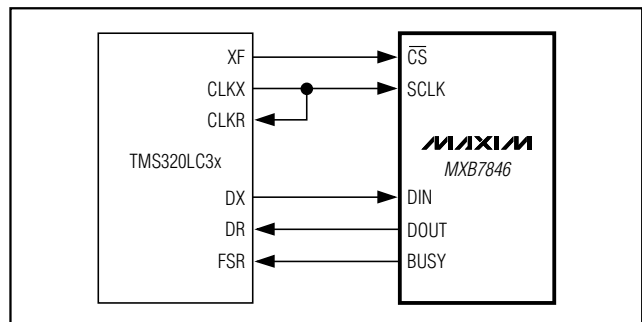 XF
CS
CLKX
SCLK
CLKR
MAXIM
TMS320LC3x
MXB7846
DX
DIN
DR
DOUT
FSR
BUSY